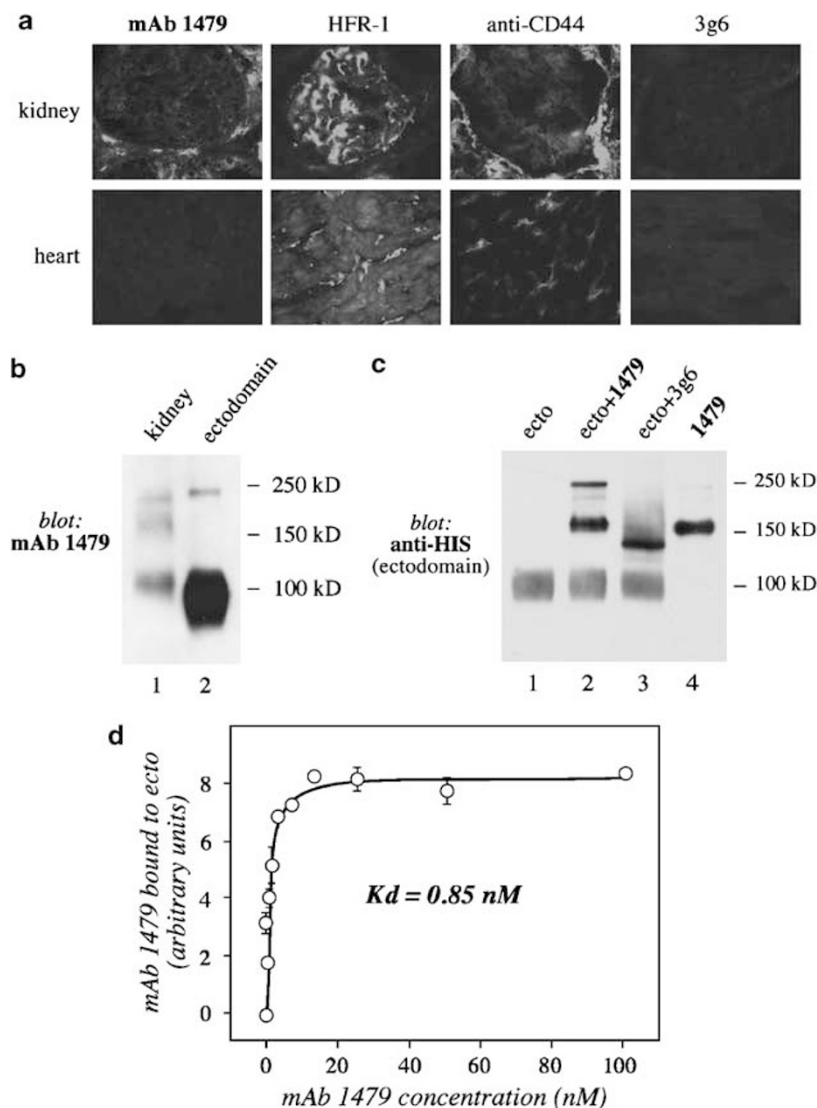 a
mAb 1479 HFR-1 anti-CD44 3g6
kidney
heart
b
kidney ectodomain
blot:
mAb 1479
– 250 kD
– 150 kD
– 100 kD
1 2
c
ecto ecto+1479 ecto+3g6 1479
blot:
anti-HIS
(ectodomain)
– 250 kD
– 150 kD
– 100 kD
1 2 3 4
d
mAb 1479 bound to ecto
(arbitrary units)
8
6
4
2
0
Kd = 0.85 nM
0 20 40 60 80 100
mAb 1479 concentration (nM)